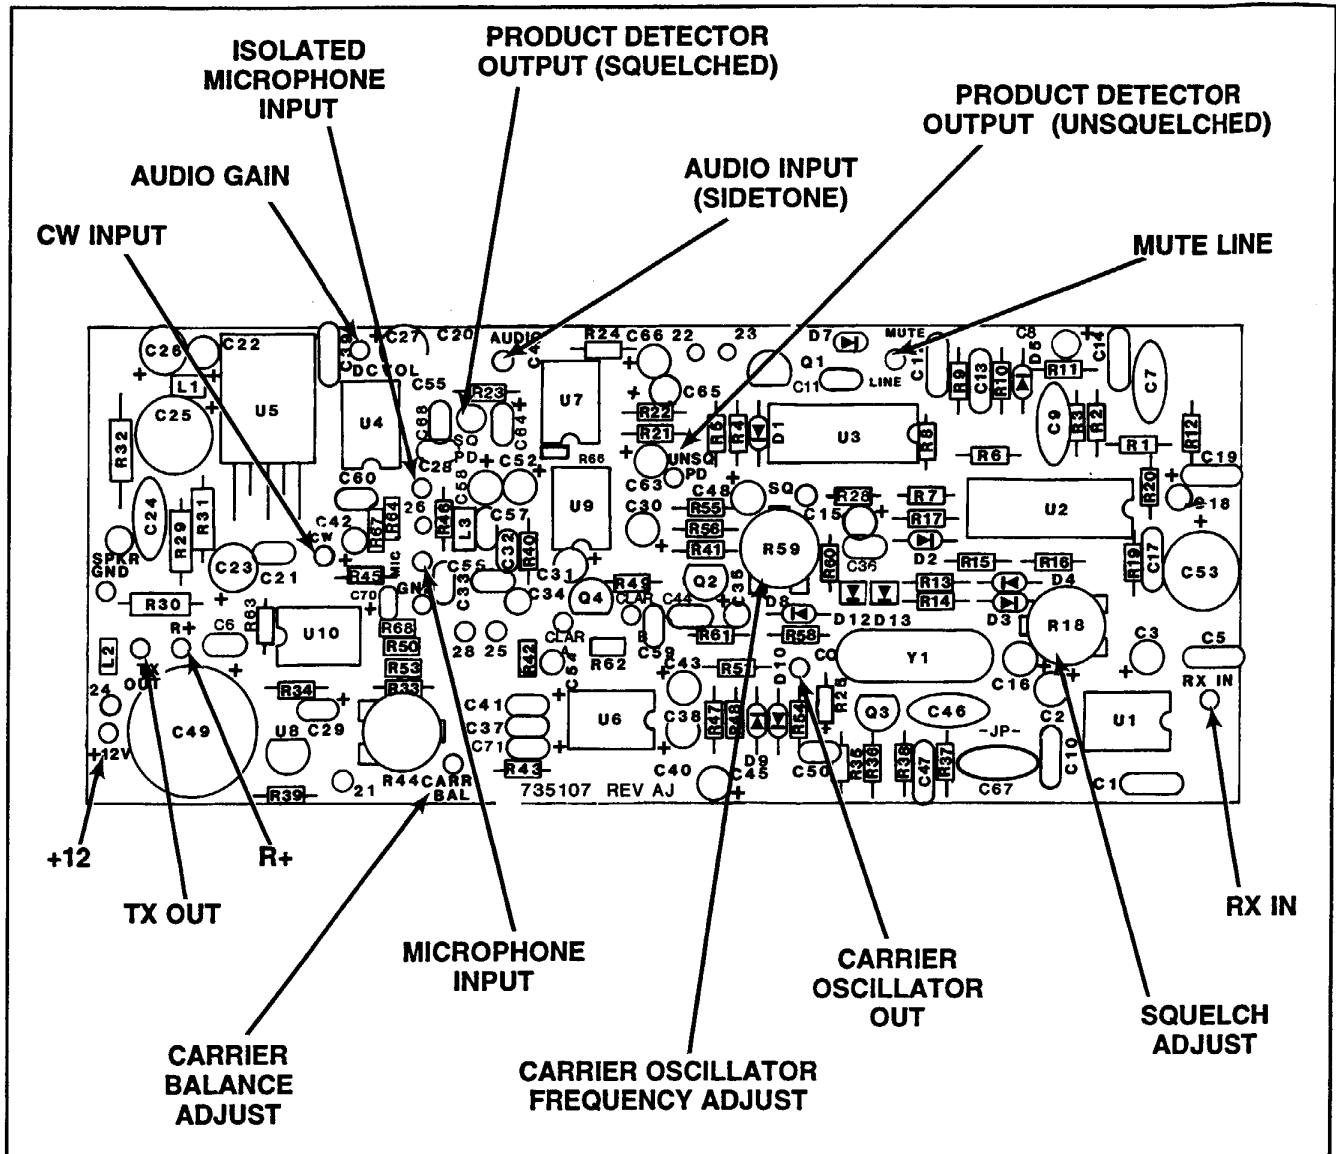 ISOLATED
MICROPHONE
INPUT
PRODUCT DETECTOR
OUTPUT (SQUELCHED)
PRODUCT DETECTOR
OUTPUT (UNSQUELCHED)
AUDIO GAIN
AUDIO INPUT
(SIDETONE)
CW INPUT
MUTE LINE
C26
C22
C39
C27
C20
AUDIO
R24
C66
22
23
D7
MUTE
C8
D5
C14
L1
DC VOL
C55
R23
C65
Q1
C11
LINE
R9
C13
R10
R11
C7
U5
U4
C68
SQ
PD
C64
U7
R22
R21
R5
R4
D1
U3
R8
C9
R3
R2
R1
R12
C25
R32
C28
C58
C52
R66
UNSQ
PD
C63
R6
R20
C19
C60
26
U9
C48
SQ
R28
R7
U2
C18
C24
R29
R31
C42
CW
R67
R64
R46
L3
C57
C30
R55
R56
R41
C15
R17
SPKR
GND
C23
C21
R45
MIC
C32
R40
C31
R59
R60
C36
D2
R15
R16
R19
C17
C53
C70
GND
C33
C34
Q4
R49
CLAR
Q2
C44
C35
D8
R13
R14
D4
D3
R30
R+
R63
U10
R68
R50
28
25
CLAR
A
R62
B
C59
R61
R58
D12
D13
R18
L2
TX
OUT
C6
R53
R42
C54
C43
R57
D10
CO
Y1
C16
C3
C5
RX IN
24
R34
R33
C41
C37
C71
U6
C38
R47
R48
R54
R25
Q3
C46
C2
U1
+12V
C49
U8
C29
D9
C50
R35
R36
R38
C47
R37
-JP-
C10
R39
21
R44
CARR
BAL
R43
C40
C45
C67
C1
735107 REV AJ
+12
R+
TX OUT
MICROPHONE
INPUT
CARRIER
OSCILLATOR
OUT
RX IN
SQUELCH
ADJUST
CARRIER
BALANCE
ADJUST
CARRIER OSCILLATOR
FREQUENCY ADJUST